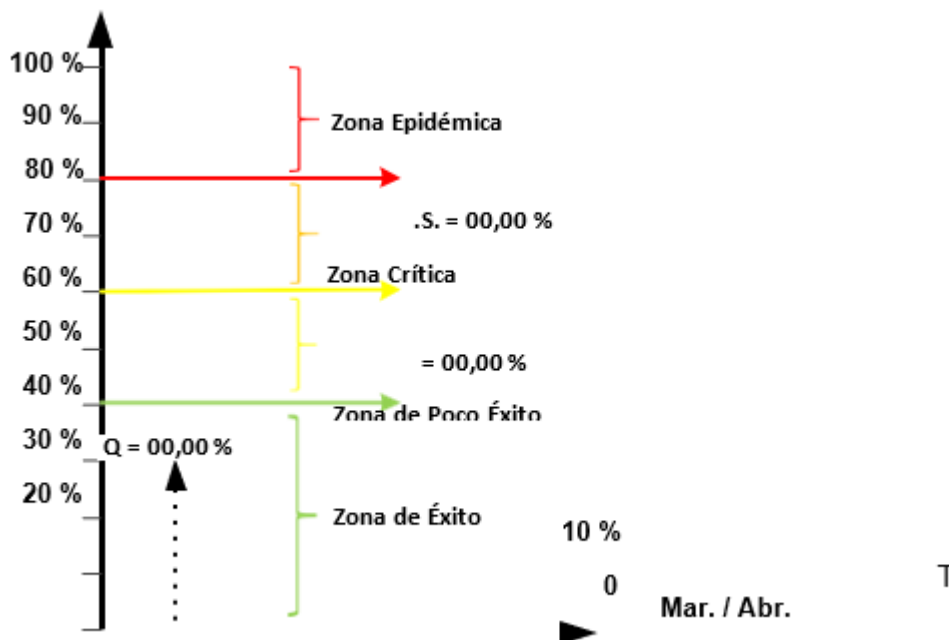 100 %
90 %
Zona Epidémica
80 %
70 %
.S. = 00,00 %
60 %
Zona Crítica
50 %
= 00,00 %
40 %
Zona de Poco Éxito
30 %
Q = 00,00 %
20 %
Zona de Éxito
10 %
0
Mar. / Abr.
T